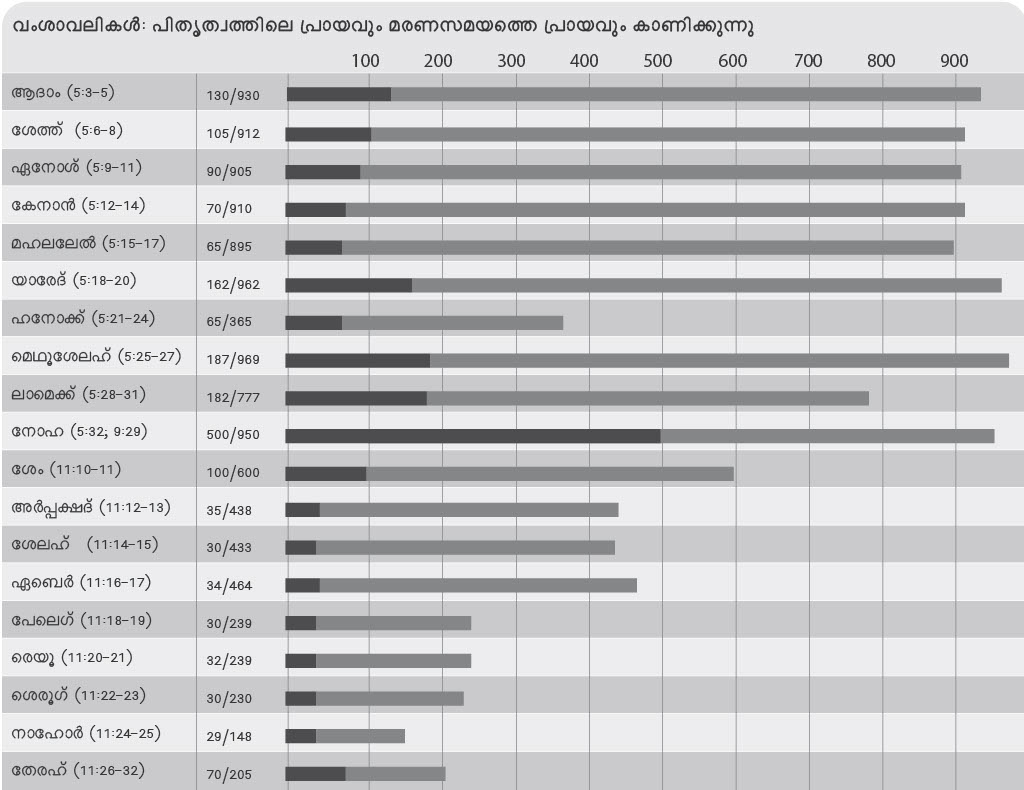 വംശാവലികൾ: പിതൃത്വത്തിലെ പ്രായവും മരണസമയത്തെ പ്രായവും കാണിക്കുന്നു
100 200 300 400 500 600 700 800 900
ആദാം (5:3–5) 130/930
ശേത്ത് (5:6–8) 105/912
ഏനോശ് (5:9–11) 90/905
കേനാൻ (5:12–14) 70/910
മഹലലേൽ (5:15–17) 65/895
യാരേദ് (5:18–20) 162/962
ഹനോക്ക് (5:21–24) 65/365
മെഥൂശേലഹ് (5:25–27) 187/969
ലാമെക്ക് (5:28–31) 182/777
നോഹ (5:32; 9:29) 500/950
ശേം (11:10–11) 100/600
അർപ്പക്ഷദ് (11:12–13) 35/438
ശേലഹ് (11:14–15) 30/433
ഏബെർ (11:16–17) 34/464
പേലെഗ് (11:18–19) 30/239
രെയൂ (11:20–21) 32/239
ശെരൂഗ് (11:22–23) 30/230
നാഹോർ (11:24–25) 29/148
തേരഹ് (11:26–32) 70/205